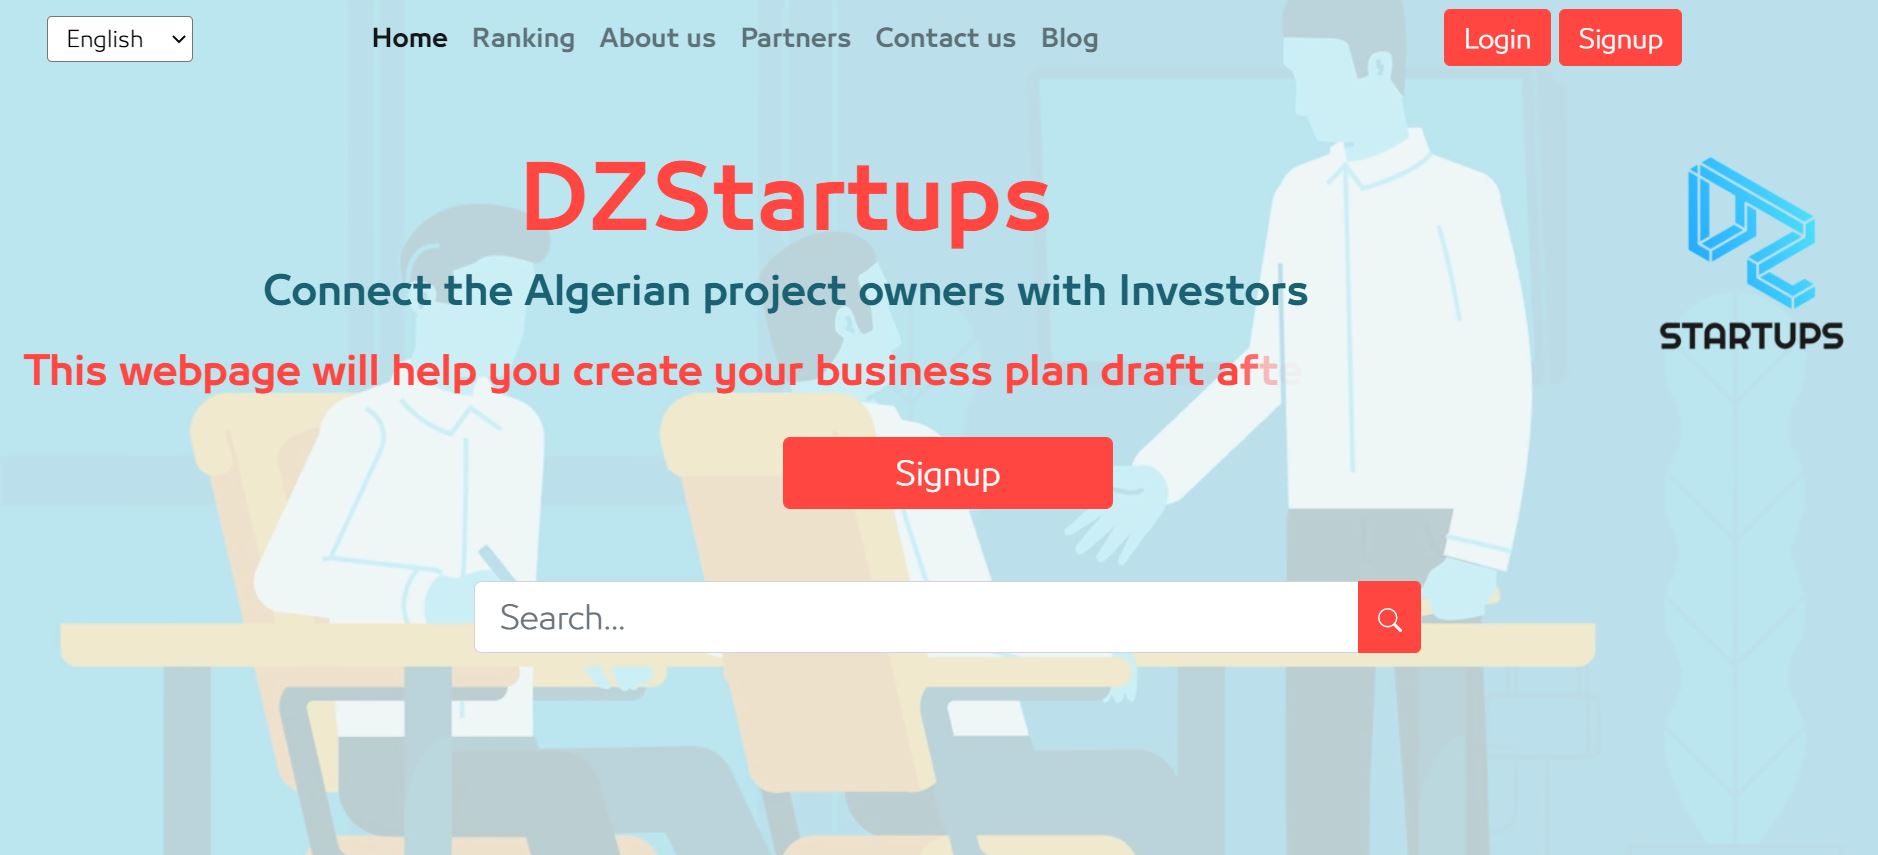 English
Home Ranking About us Partners Contact us Blog
Login Signup
DZStartups
Connect the Algerian project owners with Investors
This webpage will help you create your business plan draft afte
Signup
Search...
DZ
STARTUPS